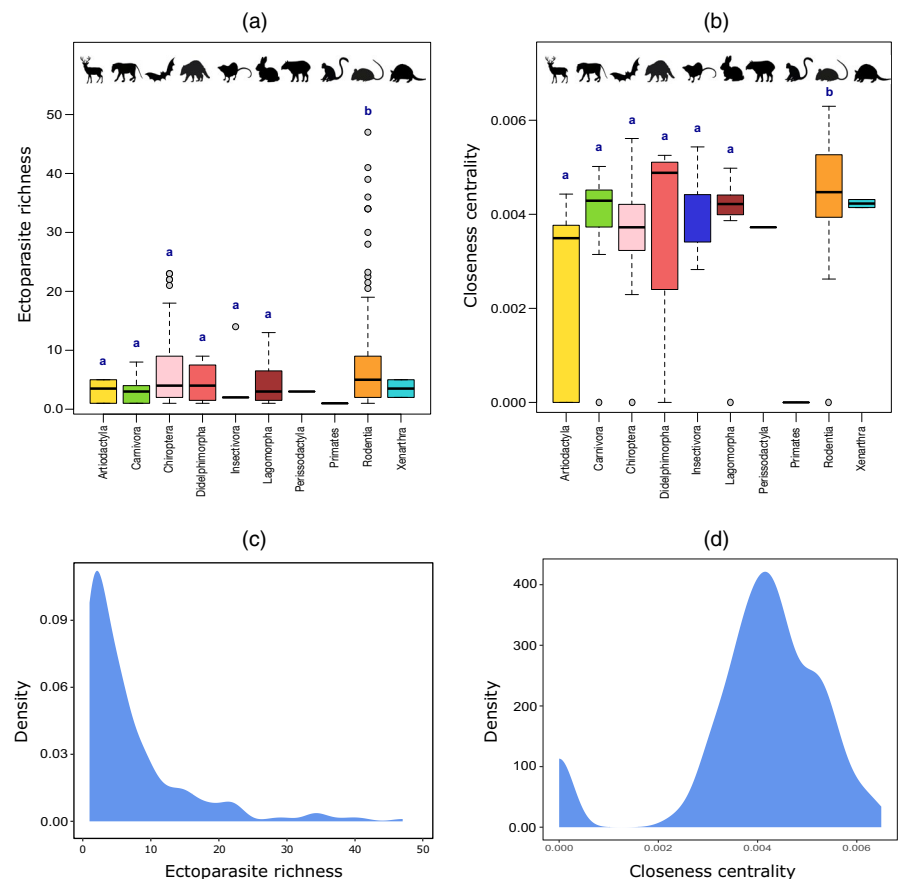 (a)
Ectoparasite richness
50
40
30
20
10
0.0
a
a
a
a
a
a
b
Artiodactyla
Carnivora
Chiroptera
Didelphimorpha
Insectivora
Lagomorpha
Perissodactyla
Primates
Rodentia
Xenarthra
(b)
Closeness centrality
0.006
0.004
0.002
0.000
a
a
a
a
a
a
b
Artiodactyla
Carnivora
Chiroptera
Didelphimorpha
Insectivora
Lagomorpha
Perissodactyla
Primates
Rodentia
Xenarthra
(c)
Density
0.09
0.06
0.03
0.00
0
10
20
30
40
50
Ectoparasite richness
(d)
Density
400
300
200
100
0.00
0.000
0.002
0.004
0.006
Closeness centrality